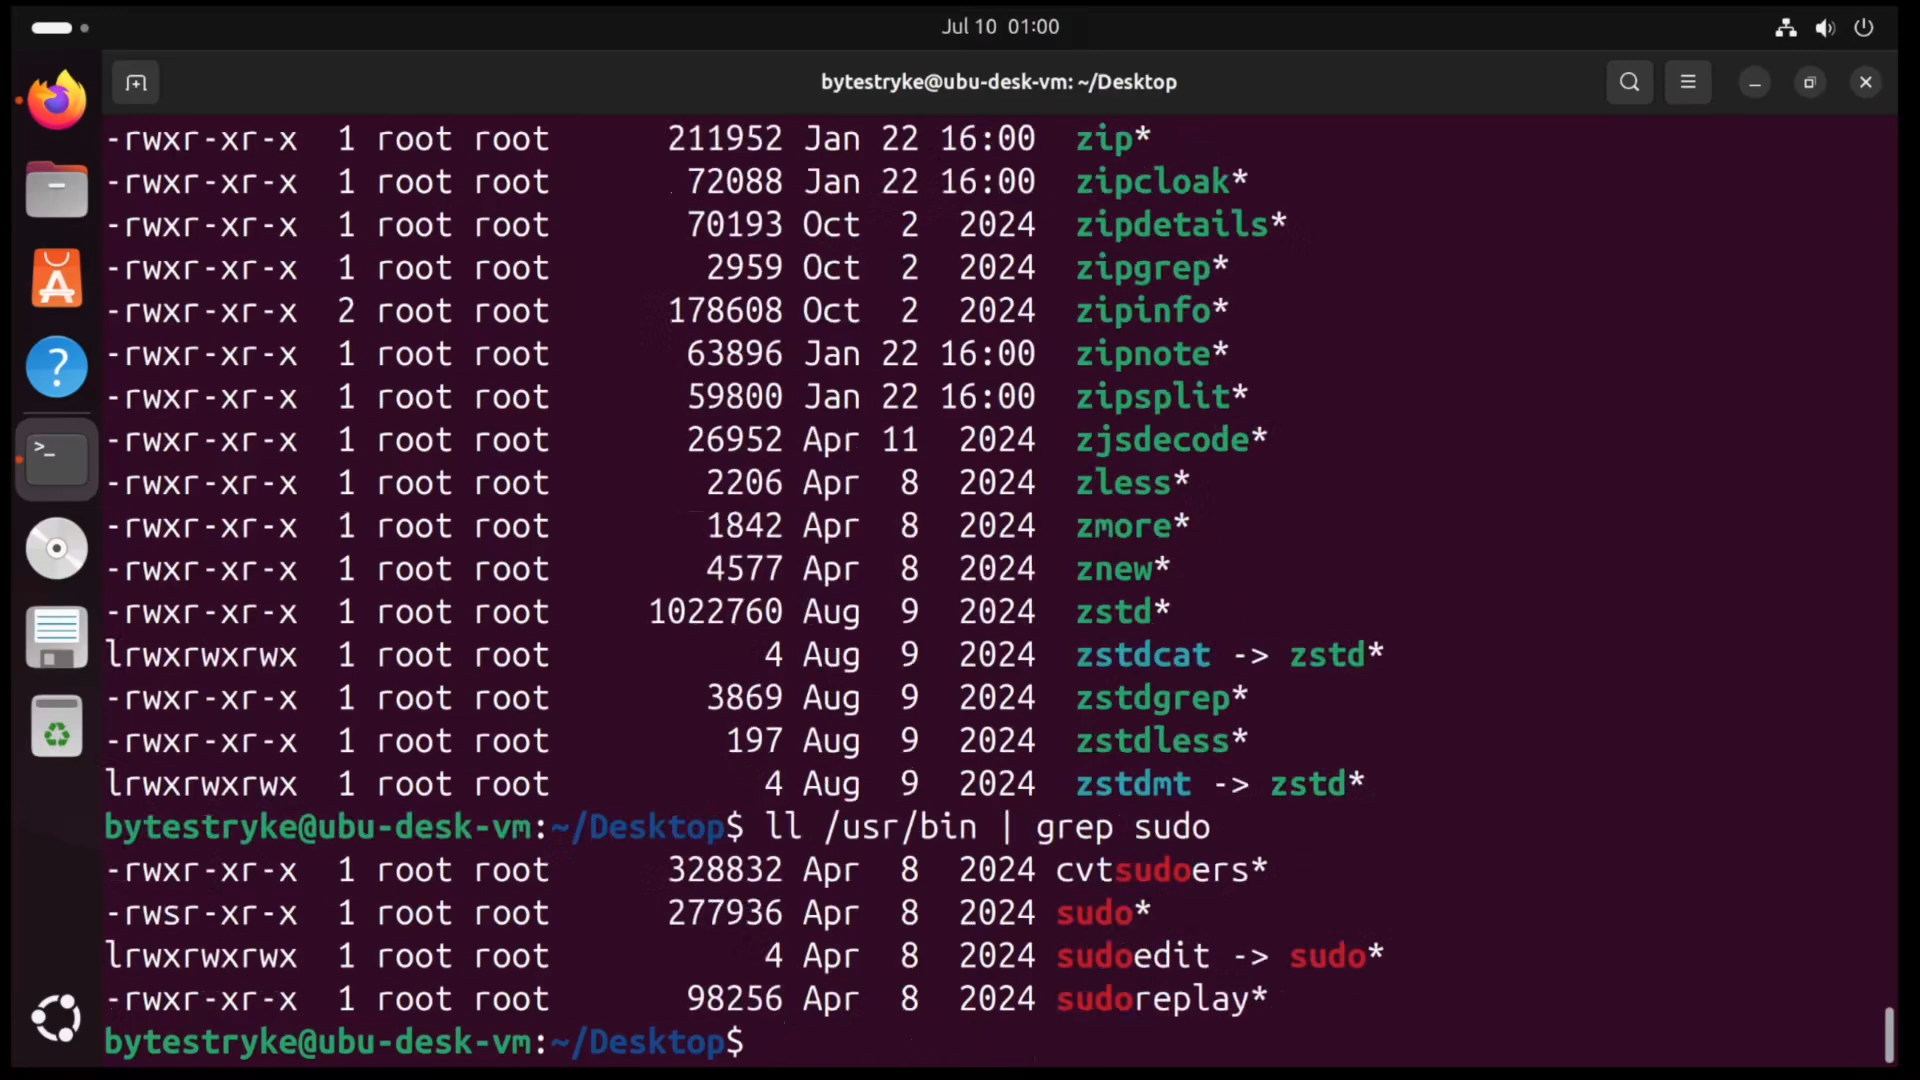 Jul 10 01:00
bytestryke@ubu-desk-vm: ~/Desktop
-rwxr-xr-x 1 root root 211952 Jan 22 16:00 zip*
-rwxr-xr-x 1 root root 72088 Jan 22 16:00 zipcloak*
-rwxr-xr-x 1 root root 70193 Oct 2 2024 zipdetails*
-rwxr-xr-x 1 root root 2959 Oct 2 2024 zipgrep*
-rwxr-xr-x 2 root root 178608 Oct 2 2024 zipinfo*
-rwxr-xr-x 1 root root 63896 Jan 22 16:00 zipnote*
-rwxr-xr-x 1 root root 59800 Jan 22 16:00 zipsplit*
-rwxr-xr-x 1 root root 26952 Apr 11 2024 zjsdecode*
-rwxr-xr-x 1 root root 2206 Apr 8 2024 zless*
-rwxr-xr-x 1 root root 1842 Apr 8 2024 zmore*
-rwxr-xr-x 1 root root 4577 Apr 8 2024 znew*
-rwxr-xr-x 1 root root 1022760 Aug 9 2024 zstd*
lrwxrwxrwx 1 root root 4 Aug 9 2024 zstdcat -> zstd*
-rwxr-xr-x 1 root root 3869 Aug 9 2024 zstdgrep*
-rwxr-xr-x 1 root root 197 Aug 9 2024 zstdless*
lrwxrwxrwx 1 root root 4 Aug 9 2024 zstdmt -> zstd*
bytestryke@ubu-desk-vm:~/Desktop$ ll /usr/bin | grep sudo
-rwxr-xr-x 1 root root 328832 Apr 8 2024 cvtsudoers*
-rwsr-xr-x 1 root root 277936 Apr 8 2024 sudo*
lrwxrwxrwx 1 root root 4 Apr 8 2024 sudoedit -> sudo*
-rwxr-xr-x 1 root root 98256 Apr 8 2024 sudoreplay*
bytestryke@ubu-desk-vm:~/Desktop$